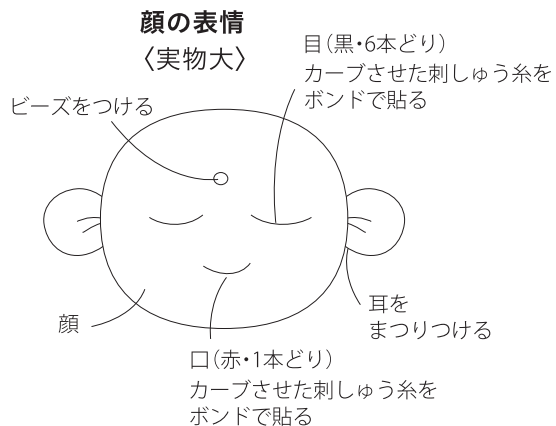 顔の表情
〈実物大〉
目（黒・6本どり）
カーブさせた刺しゅう糸を
ボンドで貼る
ビーズをつける
耳を
まつりつける
顔
口（赤・1本どり）
カーブさせた刺しゅう糸を
ボンドで貼る